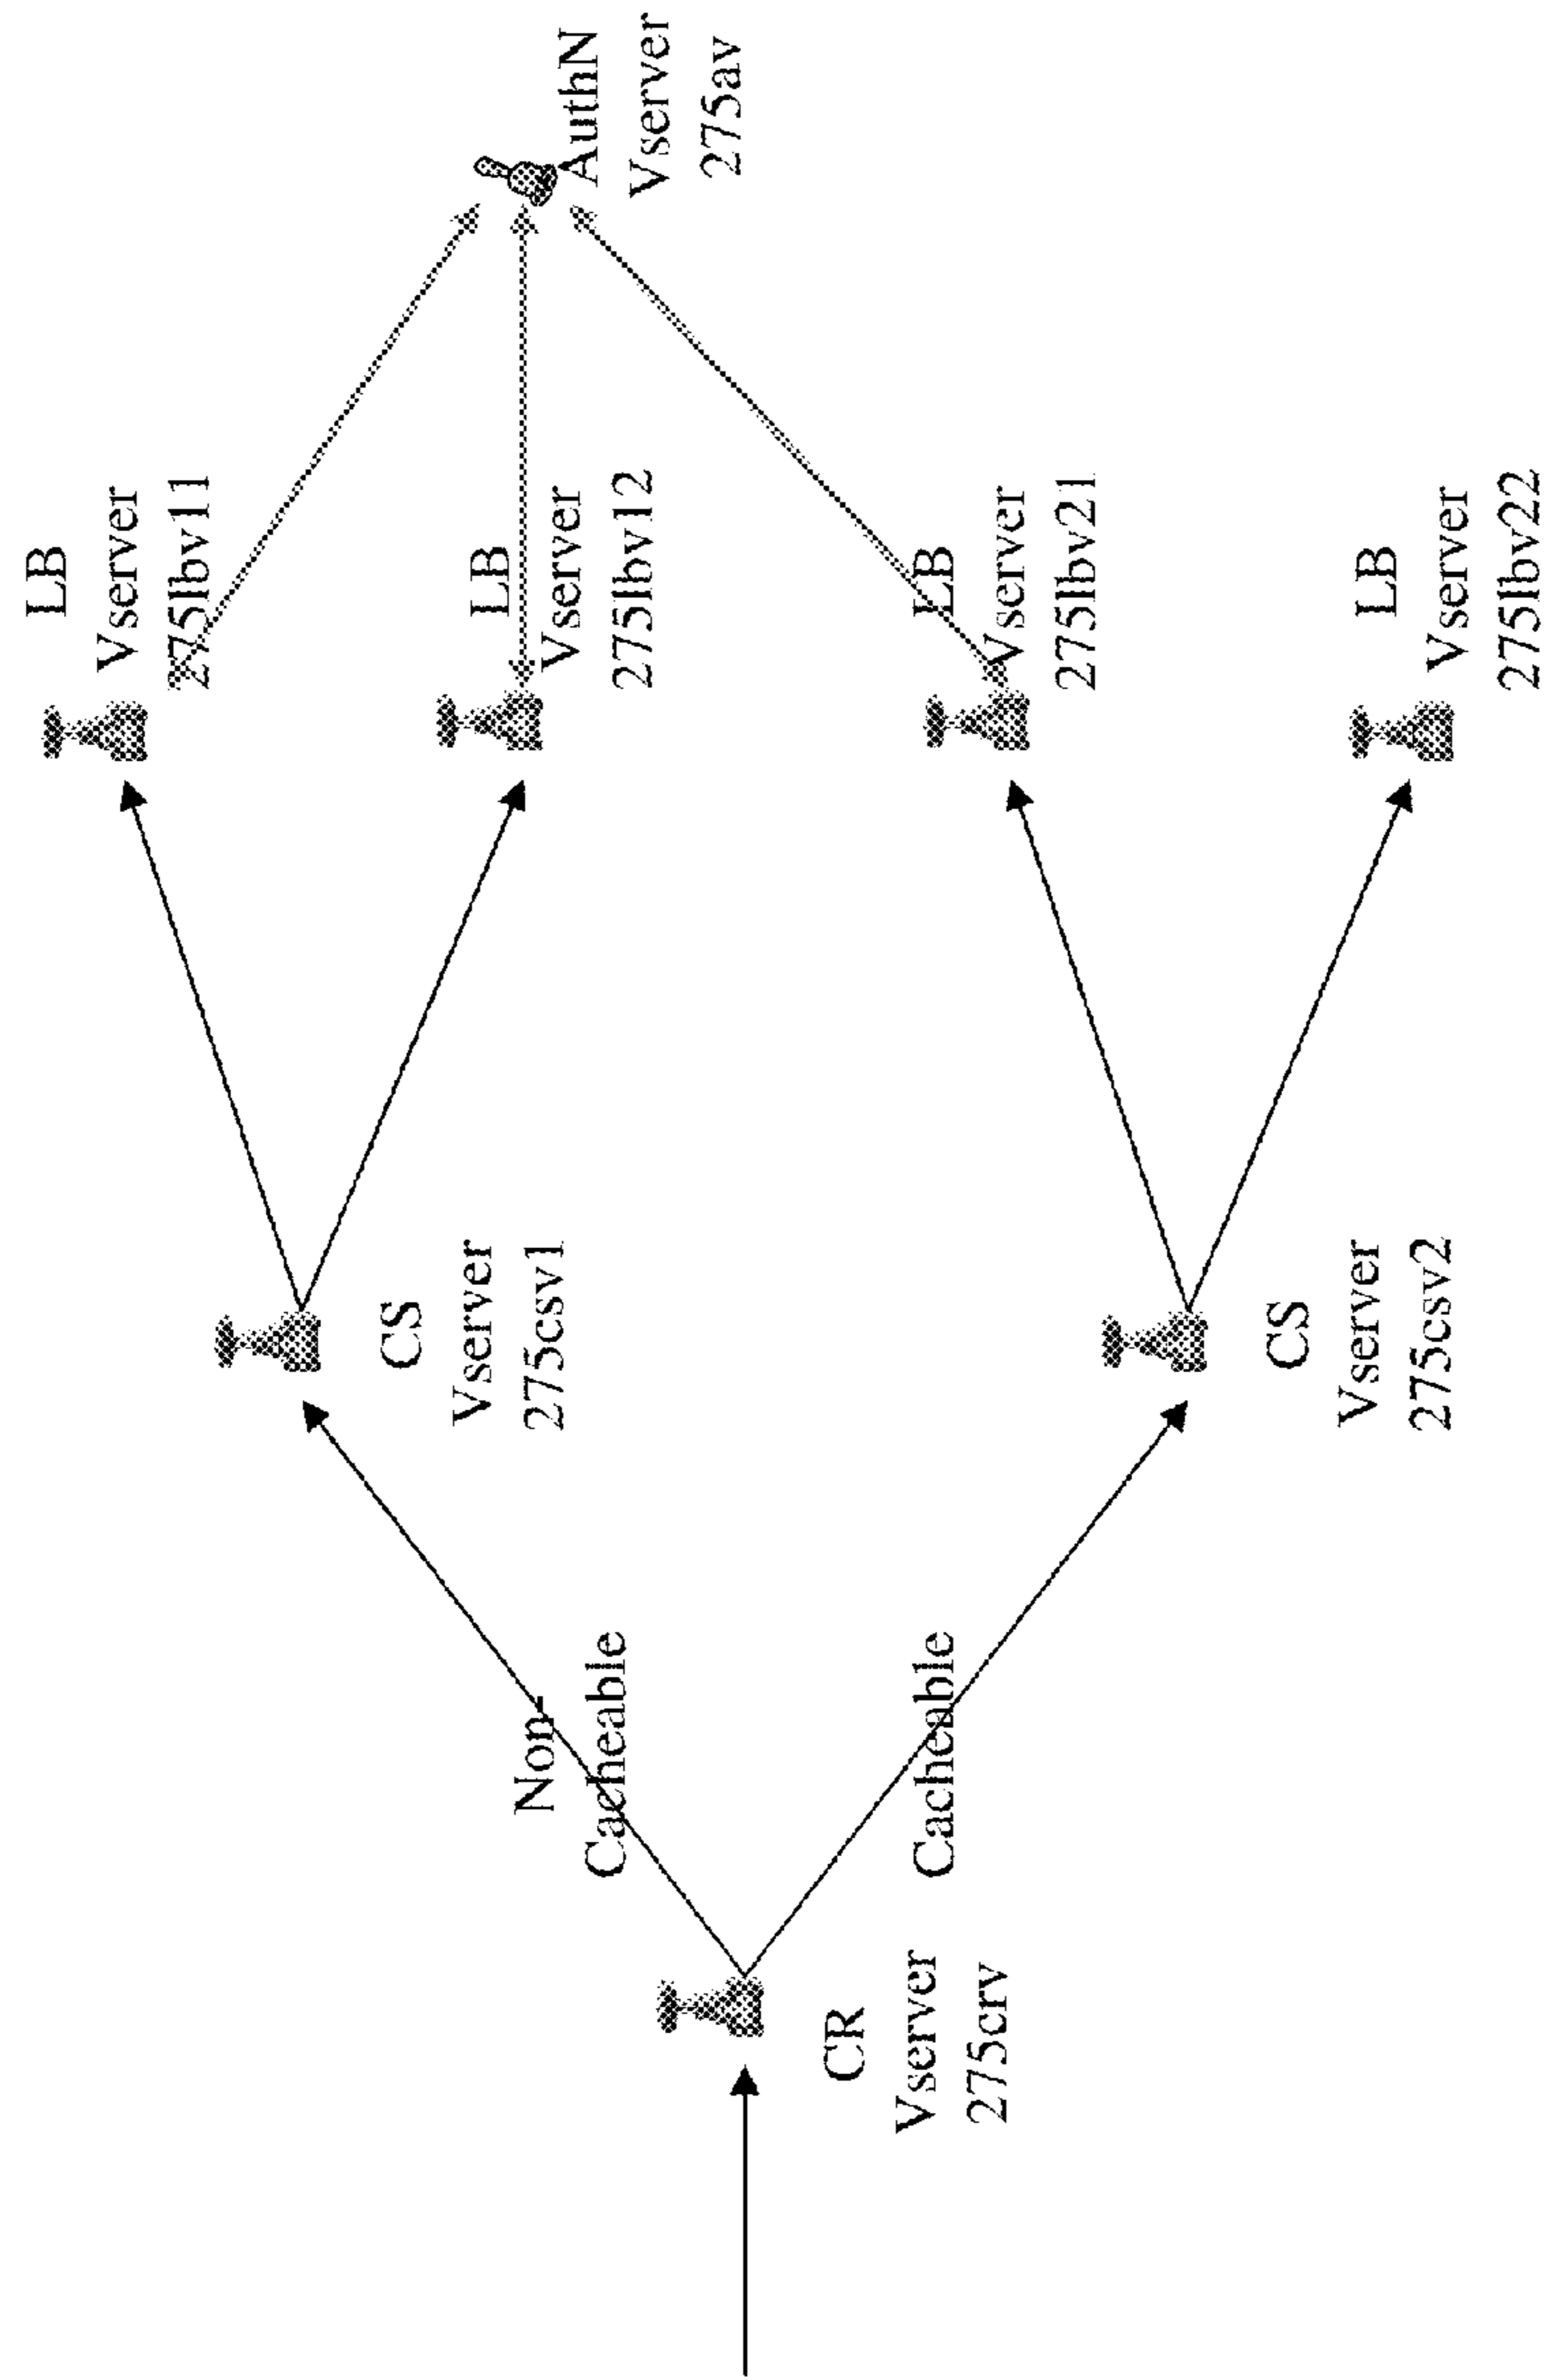 LB
Vserver
275lbv11
LB
Vserver
275lbv12
LB
Vserver
275lbv21
LB
Vserver
275lbv22
AuthN
Vserver
275av
CS
Vserver
275csv1
CS
Vserver
275csv2
Non-
Cacheable
Cacheable
CR
Vserver
275crv